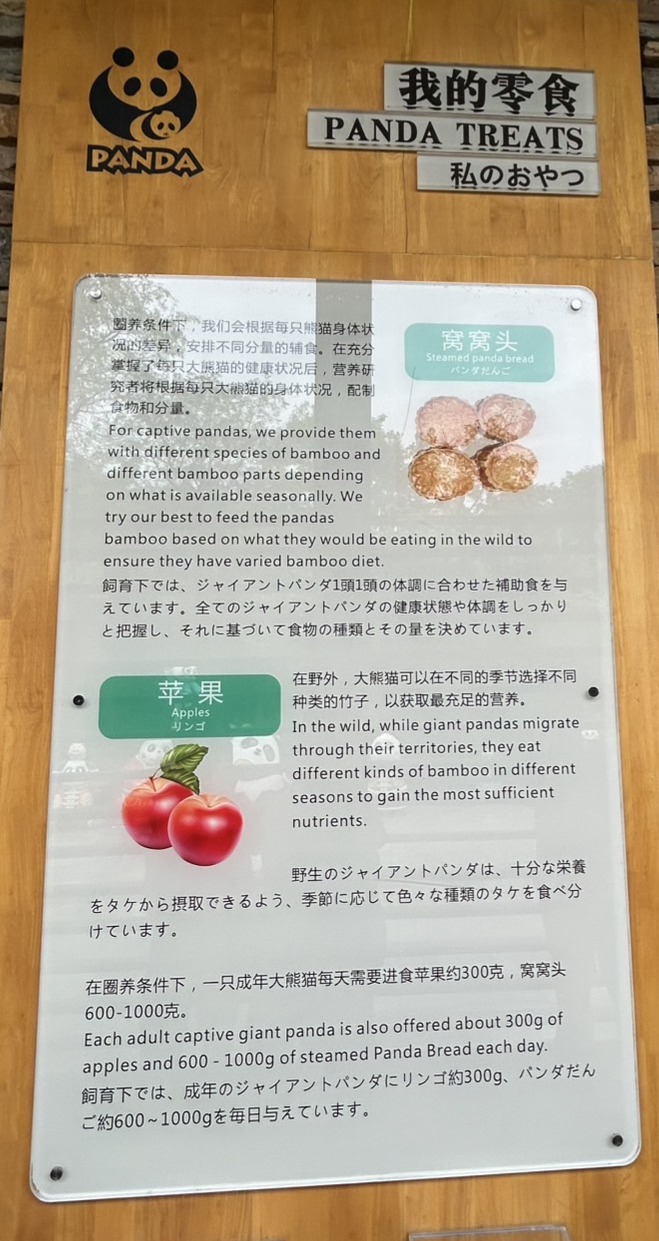 PANDA
我的零食
PANDA TREATS
私のおやつ
圈养条件下，我们会根据每只熊猫身体状
况的差异，安排不同分量的辅食。在充分
掌握了每只大熊猫的健康状况后，营养研
究者将根据每只大熊猫的身体状况，配制
食物和分量。
窝窝头
Steamed panda bread
パンダだんご
For captive pandas, we provide them
with different species of bamboo and
different bamboo parts depending
on what is available seasonally. We
try our best to feed the pandas
bamboo based on what they would be eating in the wild to
ensure they have varied bamboo diet.
飼育下では、ジャイアントパンダ1頭1頭の体調に合わせた補助食を与
えています。全てのジャイアントパンダの健康状態や体調をしっかり
と把握し、それに基づいて食物の種類とその量を決めています。
苹果
Apples
リンゴ
在野外，大熊猫可以在不同的季节选择不同
种类的竹子，以获取最充足的营养。
In the wild, while giant pandas migrate
through their territories, they eat
different kinds of bamboo in different
seasons to gain the most sufficient
nutrients.
野生のジャイアントパンダは、十分な栄養
をタケから摂取できるよう、季節に応じて色々な種類のタケを食べ分
けています。
在圈养条件下，一只成年大熊猫每天需要进食苹果约300克，窝窝头
600-1000克。
Each adult captive giant panda is also offered about 300g of
apples and 600 - 1000g of steamed Panda Bread each day.
飼育下では、成年のジャイアントパンダにリンゴ約300g、パンダだん
ご約600~1000gを毎日与えています。